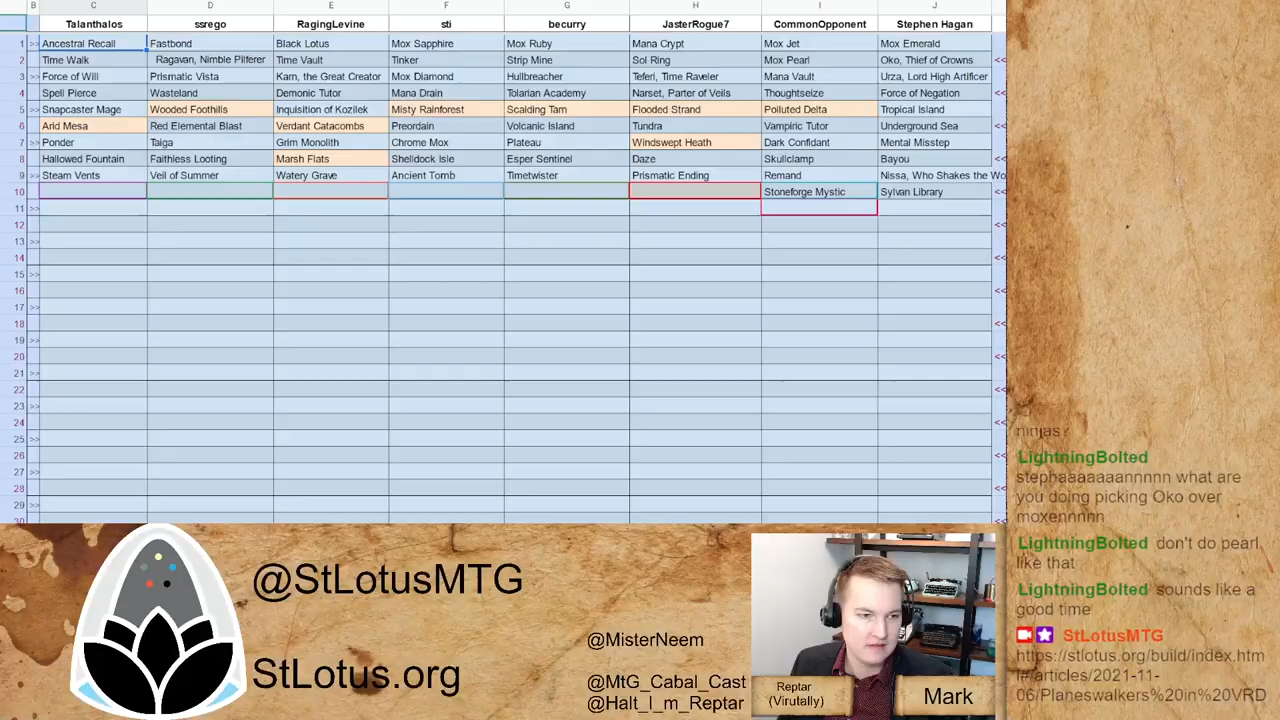 B C D E F G H I J
Talanthalos ssrego RagingLevine sti becurry JasterRogue7 CommonOpponent Stephen Hagan
1 >> Ancestral Recall Fastbond Black Lotus Mox Sapphire Mox Ruby Mana Crypt Mox Jet Mox Emerald
2 Time Walk Ragavan, Nimble Pilferer Time Vault Tinker Strip Mine Sol Ring Mox Pearl Oko, Thief of Crowns <<
3 >> Force of Will Prismatic Vista Karn, the Great Creator Mox Diamond Hullbreacher Teferi, Time Raveler Mana Vault Urza, Lord High Artificer
4 Spell Pierce Wasteland Demonic Tutor Mana Drain Tolarian Academy Narset, Parter of Veils Thoughtseize Force of Negation <<
5 >> Snapcaster Mage Wooded Foothills Inquisition of Kozilek Misty Rainforest Scalding Tarn Flooded Strand Polluted Delta Tropical Island
6 Arid Mesa Red Elemental Blast Verdant Catacombs Preordain Volcanic Island Tundra Vampiric Tutor Underground Sea <<
7 >> Ponder Taiga Grim Monolith Chrome Mox Plateau Windswept Heath Dark Confidant Mental Misstep
8 Hallowed Fountain Faithless Looting Marsh Flats Shelldock Isle Esper Sentinel Daze Skullclamp Bayou <<
9 >> Steam Vents Veil of Summer Watery Grave Ancient Tomb Timetwister Prismatic Ending Remand Nissa, Who Shakes the Wo
10 Stoneforge Mystic Sylvan Library <<
11 >>
12 <<
13 >>
14 <<
15 >>
16 <<
17 >>
18 <<
19 >>
20 <<
21 >>
22 <<
23 >>
24 <<
25 >>
26 <<
27 >>
28 <<
29 >>
30 <<
ninjas?
LightningBolted
stephaaaaaaannnnn what are
you doing picking Oko over
moxennnnn
LightningBolted don't do pearl
like that
LightningBolted sounds like a
good time
StLotusMTG
https://stlotus.org/build/index.htm
l#/articles/2021-11-
06/Planeswalkers%20in%20VRD
@StLotusMTG
StLotus.org
@MisterNeem
@MtG_Cabal_Cast
@Halt_I_m_Reptar
Reptar
(Virutally)
Mark